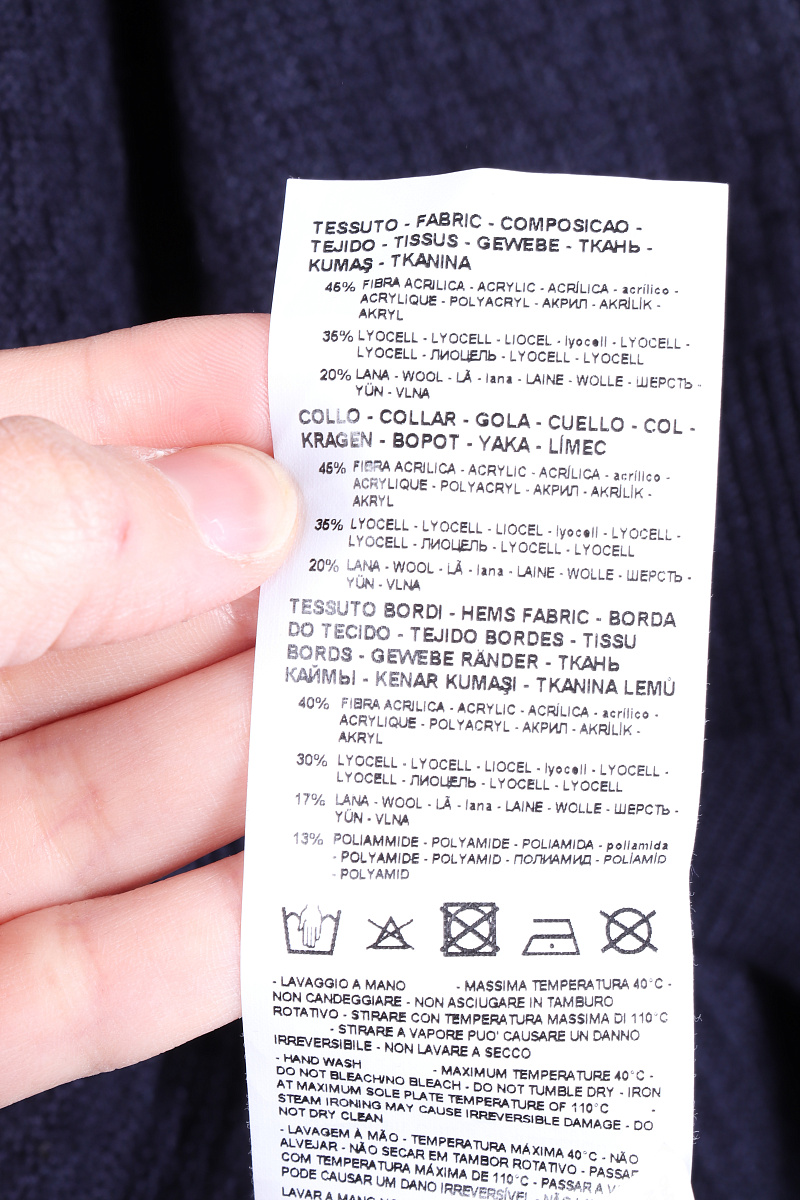 TESSUTO - FABRIC - COMPOSICAO -
TEJIDO - TISSUS - GEWEBE - ТКАНЬ -
KUMAŞ - TKANINA
45% FIBRA ACRILICA - ACRYLIC - ACRÍLICA - acrílico -
ACRYLIQUE - POLYACRYL - АКРИЛ - AKRİLİK -
AKRYL
35% LYOCELL - LYOCELL - LIOCEL - lyocell - LYOCELL -
LYOCELL - ЛИОЦЕЛЬ - LYOCELL - LYOCELL
20% LANA - WOOL - LÃ - lana - LAINE - WOLLE - ШЕРСТЬ -
YÜN - VLNA
COLLO - COLLAR - GOLA - CUELLO - COL -
KRAGEN - ВОРОТ - YAKA - LÍMEC
45% FIBRA ACRILICA - ACRYLIC - ACRÍLICA - acrílico -
ACRYLIQUE - POLYACRYL - АКРИЛ - AKRİLİK -
AKRYL
35% LYOCELL - LYOCELL - LIOCEL - lyocell - LYOCELL -
LYOCELL - ЛИОЦЕЛЬ - LYOCELL - LYOCELL
20% LANA - WOOL - LÃ - lana - LAINE - WOLLE - ШЕРСТЬ -
YÜN - VLNA
TESSUTO BORDI - HEMS FABRIC - BORDA
DO TECIDO - TEJIDO BORDES - TISSU
BORDS - GEWEBE RÄNDER - ТКАНЬ
КАЙМЫ - KENAR KUMAŞI - TKANINA LEMŮ
40% FIBRA ACRILICA - ACRYLIC - ACRÍLICA - acrílico -
ACRYLIQUE - POLYACRYL - АКРИЛ - AKRİLİK -
AKRYL
30% LYOCELL - LYOCELL - LIOCEL - lyocell - LYOCELL -
LYOCELL - ЛИОЦЕЛЬ - LYOCELL - LYOCELL
17% LANA - WOOL - LÃ - lana - LAINE - WOLLE - ШЕРСТЬ -
YÜN - VLNA
13% POLIAMMIDE - POLYAMIDE - POLIAMIDA - poliamida
- POLYAMIDE - POLYAMID - ПОЛИАМИД - POLİAMİD
- POLYAMID
- LAVAGGIO A MANO - MASSIMA TEMPERATURA 40°C -
NON CANDEGGIARE - NON ASCIUGARE IN TAMBURO
ROTATIVO - STIRARE CON TEMPERATURA MASSIMA DI 110°C
- STIRARE A VAPORE PUO' CAUSARE UN DANNO
IRREVERSIBILE - NON LAVARE A SECCO
- HAND WASH - MAXIMUM TEMPERATURE 40°C -
DO NOT BLEACH/NO BLEACH - DO NOT TUMBLE DRY - IRON
AT MAXIMUM SOLE PLATE TEMPERATURE OF 110°C -
STEAM IRONING MAY CAUSE IRREVERSIBLE DAMAGE - DO
NOT DRY CLEAN
- LAVAGEM À MÃO - TEMPERATURA MÁXIMA 40°C - NÃO
ALVEJAR - NÃO SECAR EM TAMBOR ROTATIVO - PASSAR
COM TEMPERATURA MÁXIMA DE 110°C - PASSAR A
PODE CAUSAR UM DANO IRREVERSÍVEL - NÃO
LAVAR A